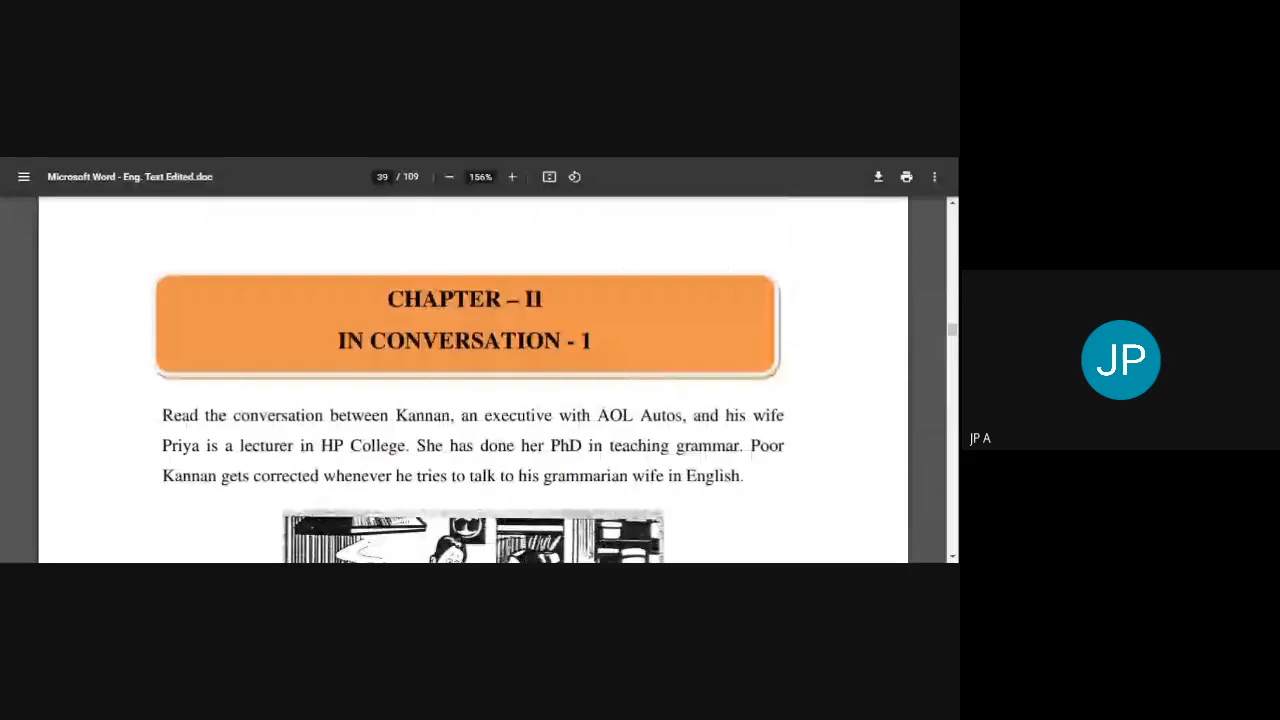 Microsoft Word - Eng. Text Edited.doc
39 / 109
156%
CHAPTER – II
IN CONVERSATION - 1
Read the conversation between Kannan, an executive with AOL Autos, and his wife
Priya is a lecturer in HP College. She has done her PhD in teaching grammar. Poor
Kannan gets corrected whenever he tries to talk to his grammarian wife in English.
JP
JP A